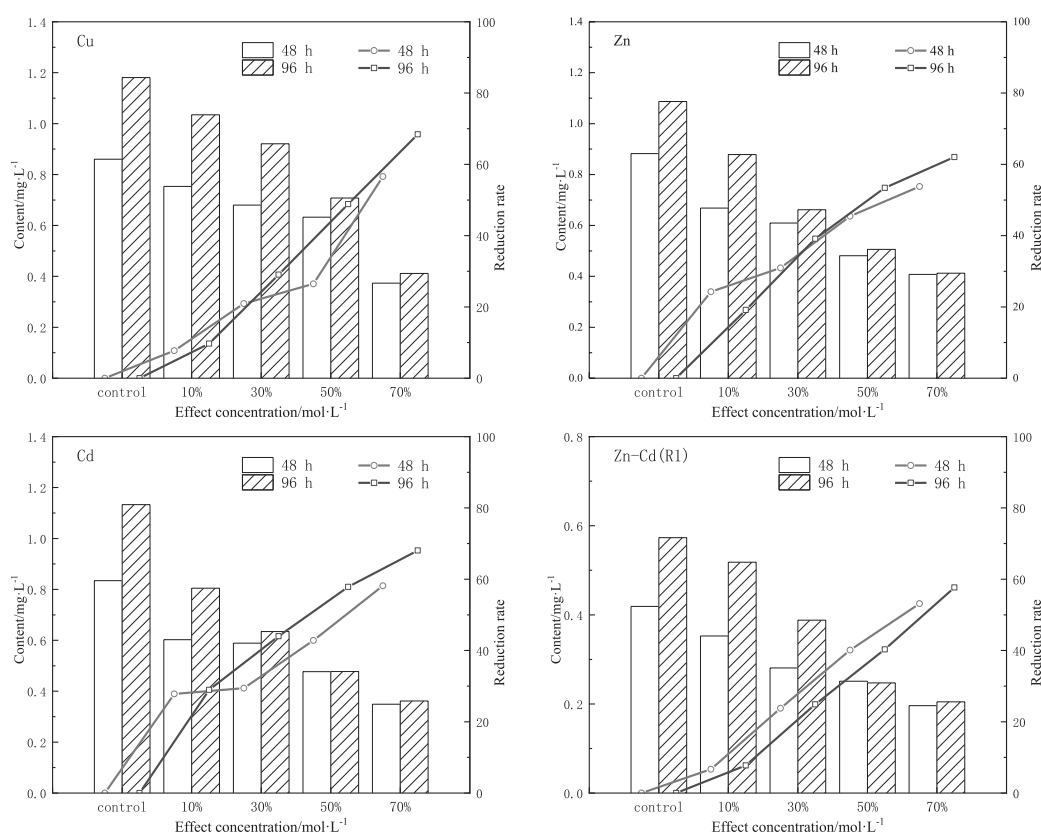 Cu
48 h 48 h
96 h 96 h
1.4
1.2
1.0
0.8
0.6
0.4
0.2
0.0
Content/mg·L-1
100
80
60
40
20
0
Reduction rate
control 10% 30% 50% 70%
Effect concentration/mol·L-1
Zn
48 h 48 h
96 h 96 h
1.4
1.2
1.0
0.8
0.6
0.4
0.2
0.0
Content/mg·L-1
100
80
60
40
20
0
Reduction rate
control 10% 30% 50% 70%
Effect concentration/mol·L-1
Cd
48 h 48 h
96 h 96 h
1.4
1.2
1.0
0.8
0.6
0.4
0.2
0.0
Content/mg·L-1
100
80
60
40
20
0
Reduction rate
control 10% 30% 50% 70%
Effect concentration/mol·L-1
Zn-Cd(R1)
48 h 48 h
96 h 96 h
0.8
0.6
0.4
0.2
0.0
Content/mg·L-1
100
80
60
40
20
0
Reduction rate
control 10% 30% 50% 70%
Effect concentration/mol·L-1